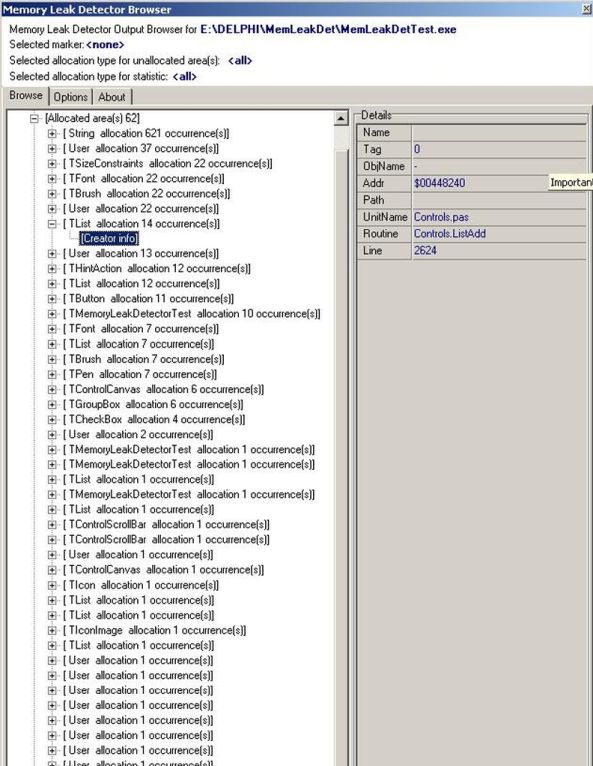 Memory Leak Detector Browser
Memory Leak Detector Output Browser for E:\DELPHI\MemLeakDet\MemLeakDetTest.exe
Selected marker: <none>
Selected allocation type for unallocated area(s): <all>
Selected allocation type for statistic: <all>
Browse Options About
[Allocated area(s) 62]
[ String allocation 621 occurrence(s)]
[ User allocation 37 occurrence(s)]
[ TSizeConstraints allocation 22 occurrence(s)]
[ TFont allocation 22 occurrence(s)]
[ TBrush allocation 22 occurrence(s)]
[ User allocation 22 occurrence(s)]
[ TList allocation 14 occurrence(s)]
[Creator info]
[ User allocation 13 occurrence(s)]
[ THintAction allocation 12 occurrence(s)]
[ TList allocation 12 occurrence(s)]
[ TButton allocation 11 occurrence(s)]
[ TMemoryLeakDetectorTest allocation 10 occurrence(s)]
[ TFont allocation 7 occurrence(s)]
[ TList allocation 7 occurrence(s)]
[ TBrush allocation 7 occurrence(s)]
[ TPen allocation 7 occurrence(s)]
[ TControlCanvas allocation 6 occurrence(s)]
[ TGroupBox allocation 6 occurrence(s)]
[ TCheckBox allocation 4 occurrence(s)]
[ User allocation 2 occurrence(s)]
[ TMemoryLeakDetectorTest allocation 1 occurrence(s)]
[ TMemoryLeakDetectorTest allocation 1 occurrence(s)]
[ TList allocation 1 occurrence(s)]
[ TMemoryLeakDetectorTest allocation 1 occurrence(s)]
[ TList allocation 1 occurrence(s)]
[ TControlScrollBar allocation 1 occurrence(s)]
[ TControlScrollBar allocation 1 occurrence(s)]
[ User allocation 1 occurrence(s)]
[ TControlCanvas allocation 1 occurrence(s)]
[ TIcon allocation 1 occurrence(s)]
[ TList allocation 1 occurrence(s)]
[ TList allocation 1 occurrence(s)]
[ TIconImage allocation 1 occurrence(s)]
[ TList allocation 1 occurrence(s)]
[ User allocation 1 occurrence(s)]
[ User allocation 1 occurrence(s)]
[ User allocation 1 occurrence(s)]
[ User allocation 1 occurrence(s)]
[ User allocation 1 occurrence(s)]
[ User allocation 1 occurrence(s)]
[ User allocation 1 occurrence(s)]
[ User allocation 1 occurrence(s)]
Details
Name
Tag 0
ObjName -
Addr $00448240
Important
Path
UnitName Controls.pas
Routine Controls.ListAdd
Line 2624